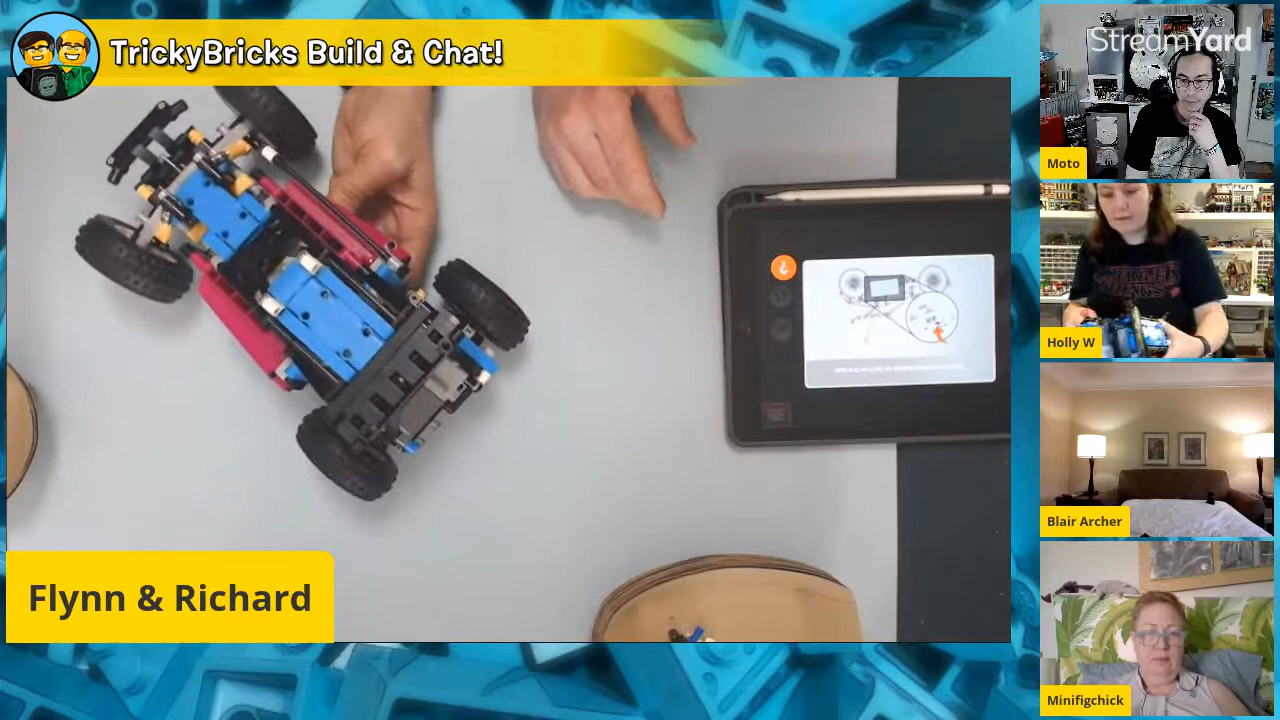 TrickyBricks Build & Chat!
StreamYard
Moto
Holly W
Blair Archer
Flynn & Richard
Minifigchick